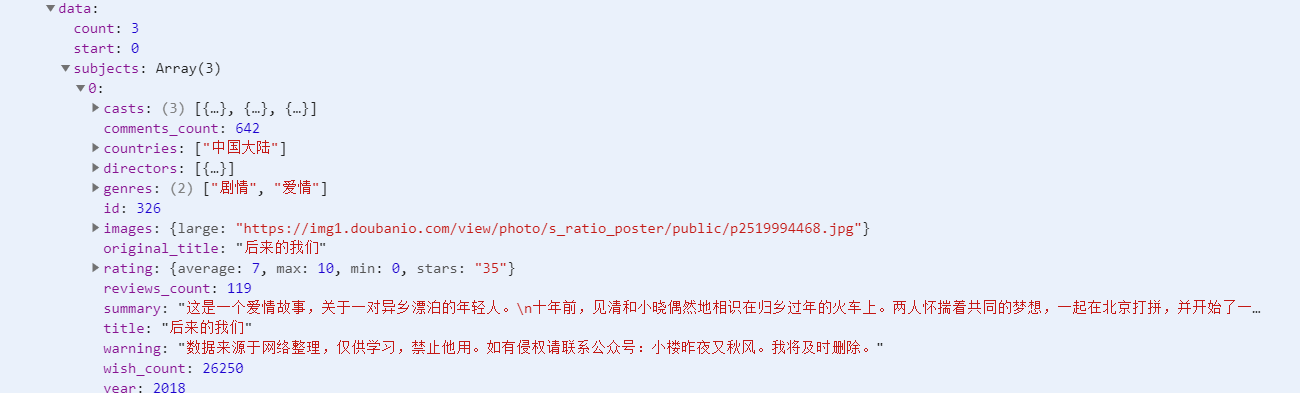 data:
count: 3
start: 0
subjects: Array(3)
0:
casts: (3) [{…}, {…}, {…}]
comments_count: 642
countries: ["中国大陆"]
directors: [{…}]
genres: (2) ["剧情", "爱情"]
id: 326
images: {large: "https://img1.doubanio.com/view/photo/s_ratio_poster/public/p2519994468.jpg"}
original_title: "后来的我们"
rating: {average: 7, max: 10, min: 0, stars: "35"}
reviews_count: 119
summary: "这是一个爱情故事，关于一对异乡漂泊的年轻人。\n十年前，见清和小晓偶然地相识在归乡过年的火车上。两人怀揣着共同的梦想，一起在北京打拼，并开始了一…
title: "后来的我们"
warning: "数据来源于网络整理，仅供学习，禁止他用。如有侵权请联系公众号：小楼昨夜又秋风。我将及时删除。"
wish_count: 26250
year: 2018